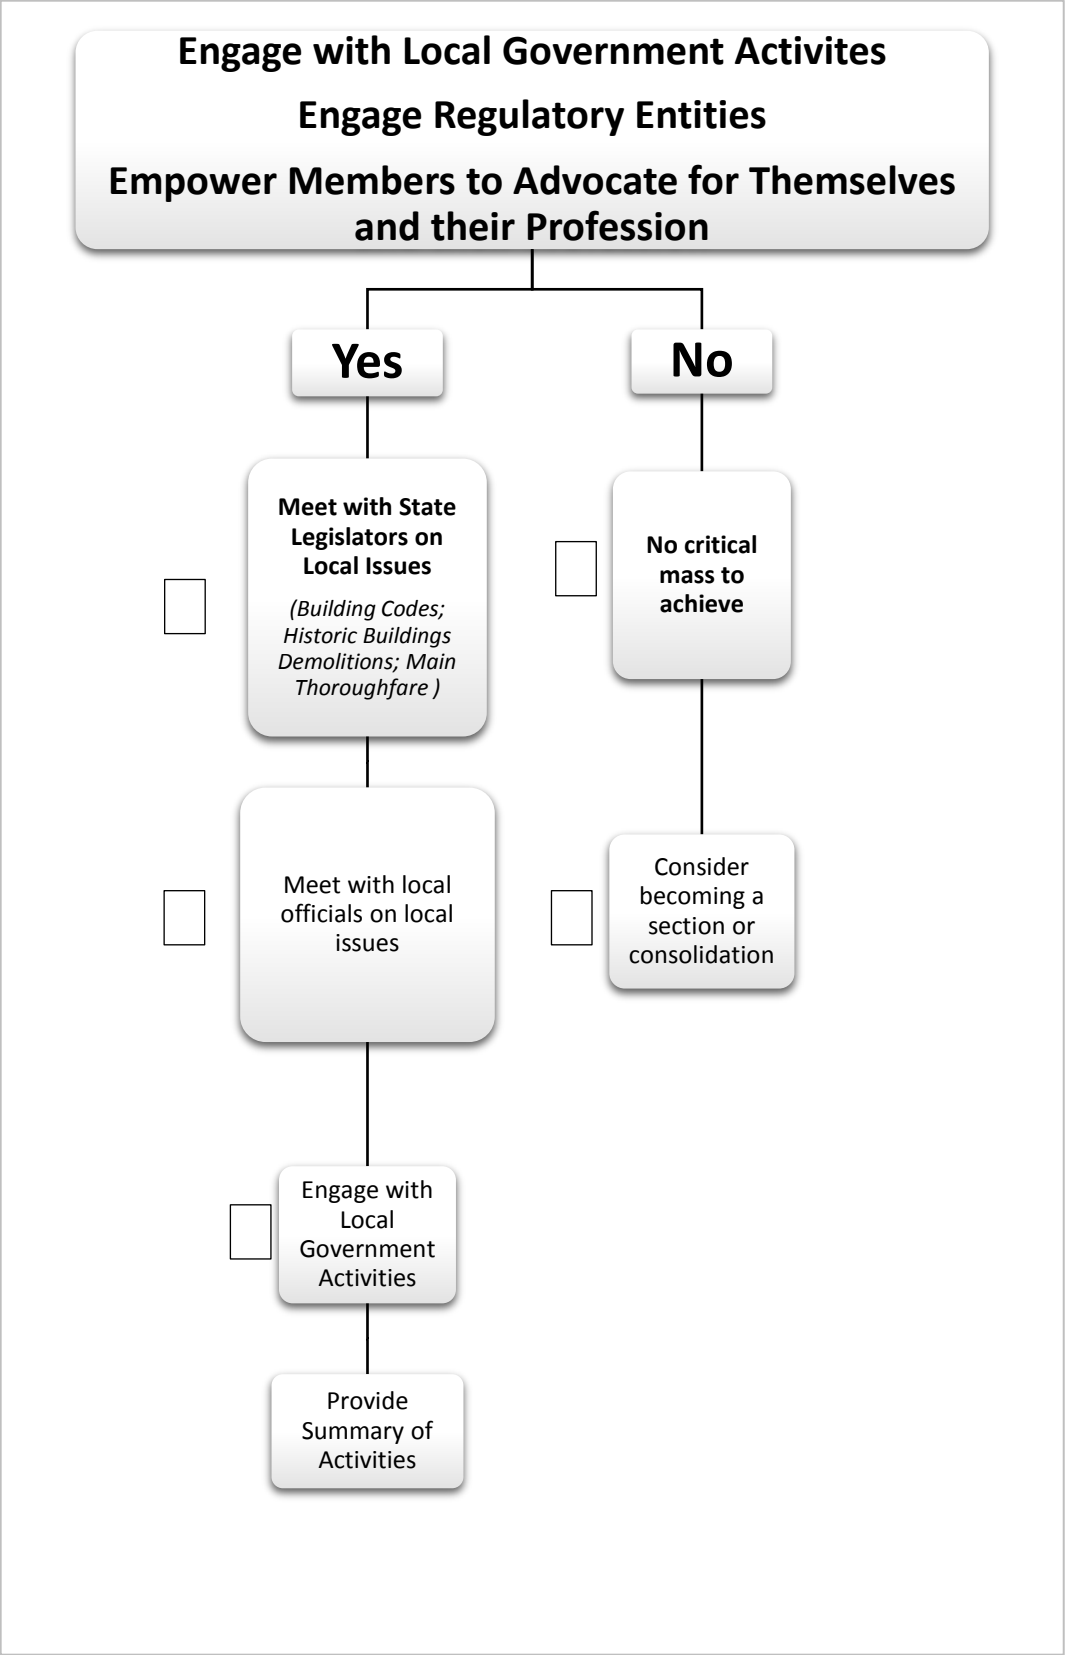 Engage with Local Government Activites
Engage Regulatory Entities
Empower Members to Advocate for Themselves
and their Profession
Yes
No
Meet with State
Legislators on
Local Issues
(Building Codes;
Historic Buildings
Demolitions; Main
Thoroughfare )
No critical
mass to
achieve
Meet with local
officials on local
issues
Consider
becoming a
section or
consolidation
Engage with
Local
Government
Activities
Provide
Summary of
Activities